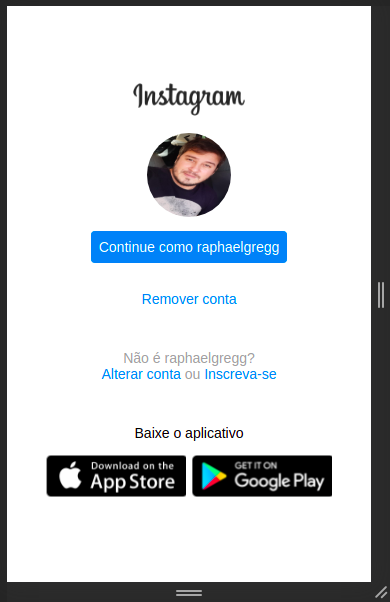 Instagram
Continue como raphaelgregg
Remover conta
Não é raphaelgregg?
Alterar conta ou Inscreva-se
Baixe o aplicativo
Download on the
App Store
GET IT ON
Google Play